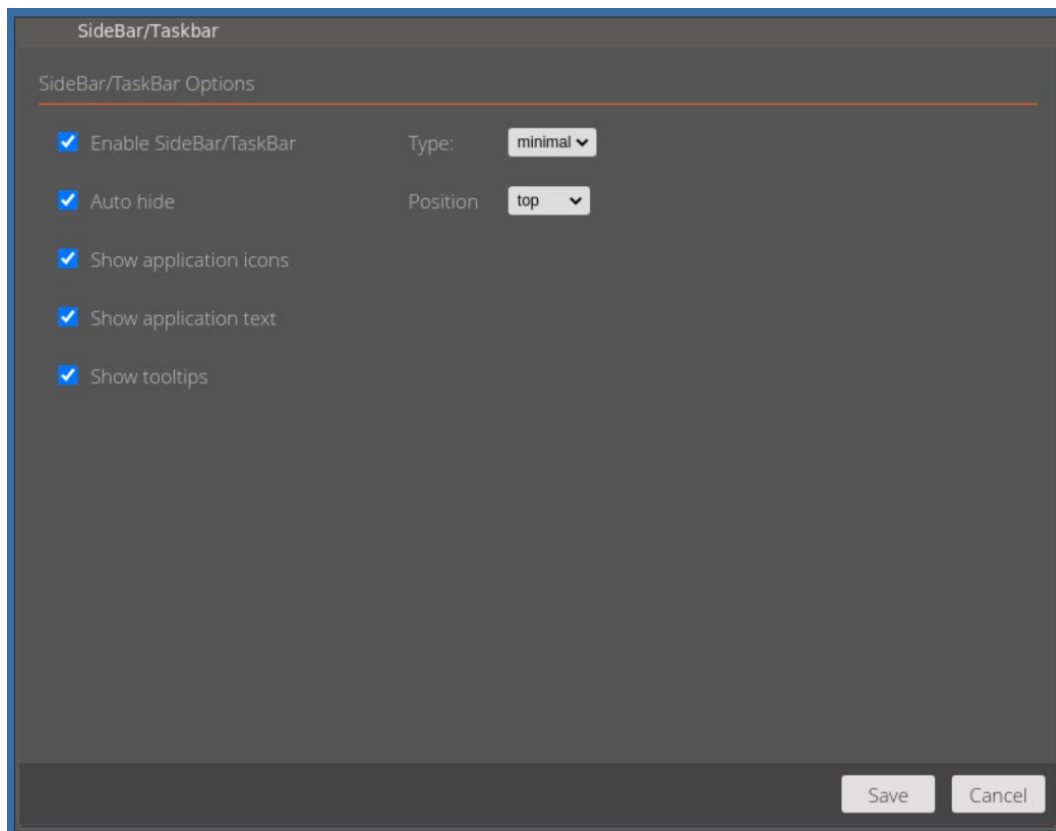 SideBar/Taskbar
SideBar/TaskBar Options
Enable SideBar/TaskBar Type: minimal
Auto hide Position top
Show application icons
Show application text
Show tooltips
Save Cancel